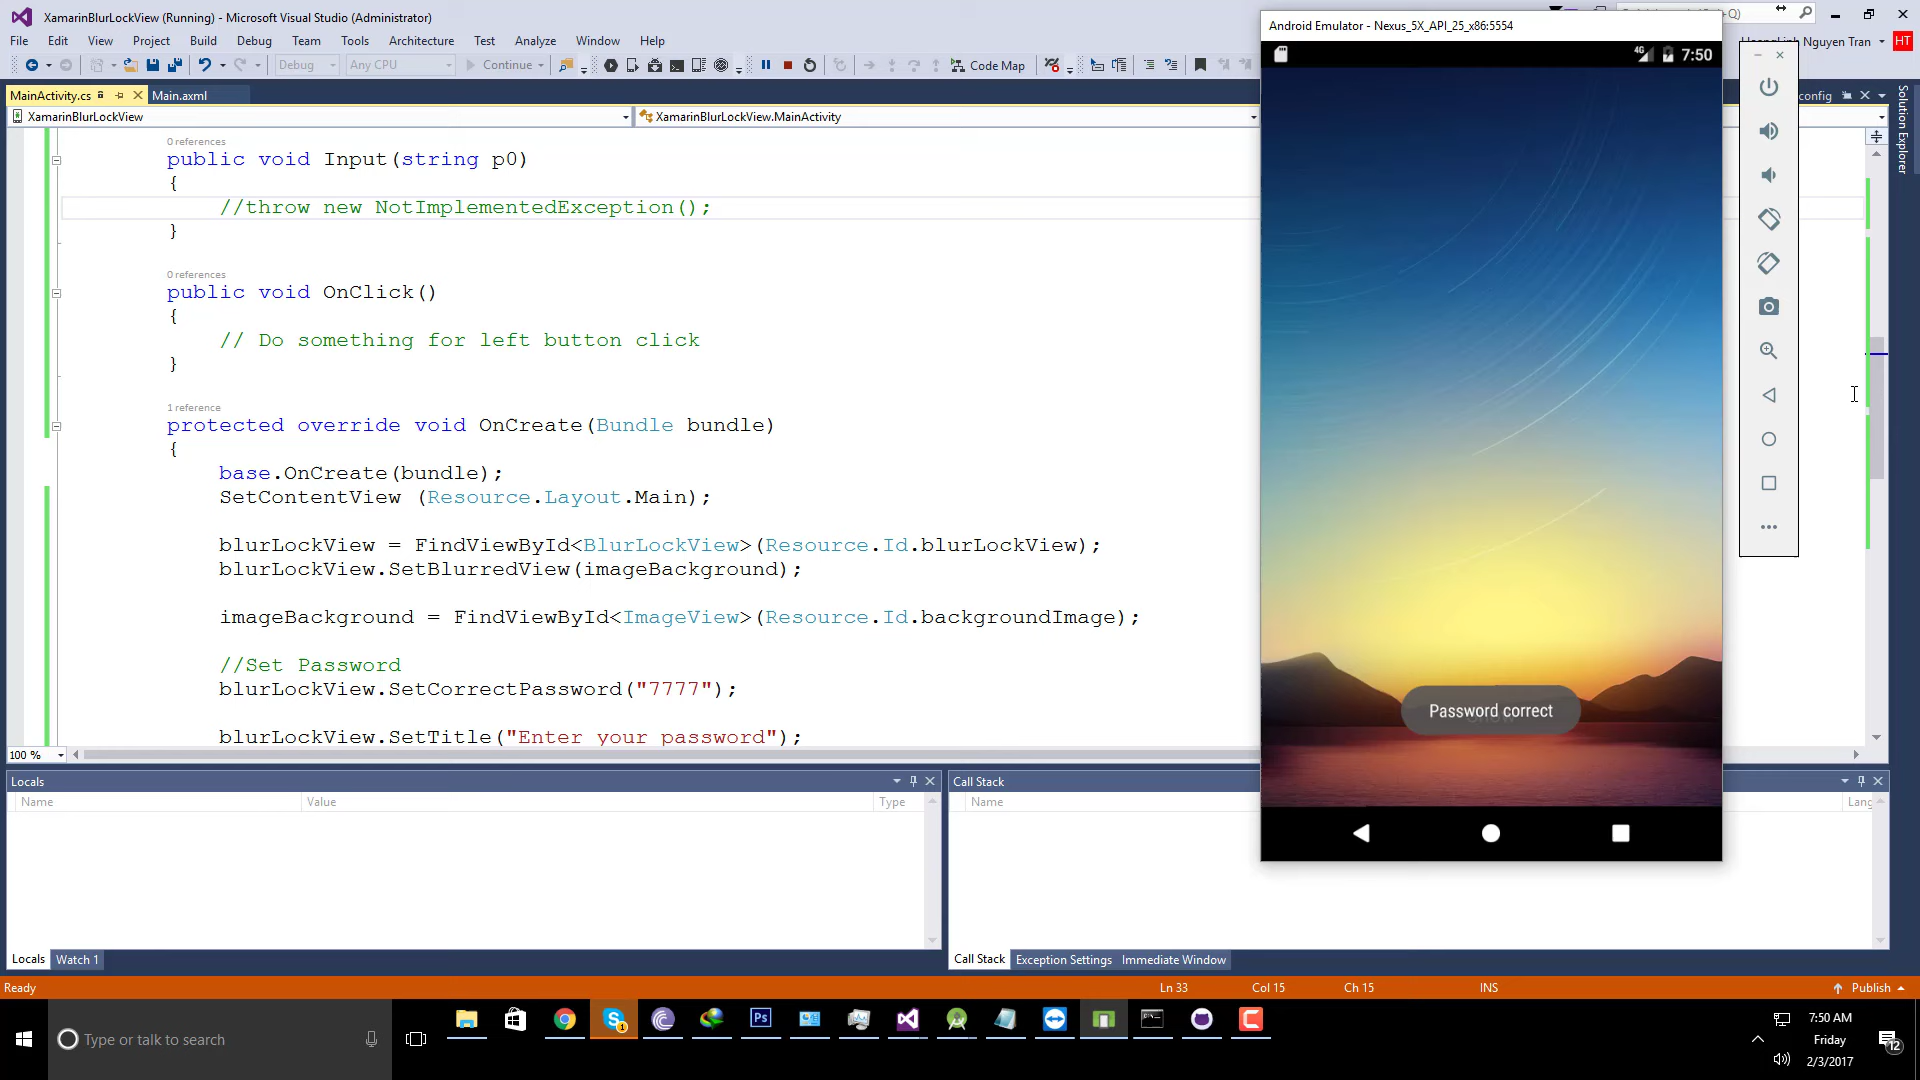 XamarinBlurLockView (Running) - Microsoft Visual Studio (Administrator)
File Edit View Project Build Debug Team Tools Architecture Test Analyze Window Help
Nguyen Tran HT
Debug Any CPU Continue Code Map
MainActivity.cs Main.axml config
XamarinBlurLockView XamarinBlurLockView.MainActivity
Solution Explorer
0 references
public void Input(string p0)
{
//throw new NotImplementedException();
}
0 references
public void OnClick()
{
// Do something for left button click
}
1 reference
protected override void OnCreate(Bundle bundle)
{
base.OnCreate(bundle);
SetContentView (Resource.Layout.Main);
blurLockView = FindViewById<BlurLockView>(Resource.Id.blurLockView);
blurLockView.SetBlurredView(imageBackground);
imageBackground = FindViewById<ImageView>(Resource.Id.backgroundImage);
//Set Password
blurLockView.SetCorrectPassword("7777");
blurLockView.SetTitle("Enter your password");
100 %
Android Emulator - Nexus_5X_API_25_x86:5554
4G 7:50
Password correct
Locals
Name Value Type
Locals Watch 1
Call Stack
Name Lang
Call Stack Exception Settings Immediate Window
Ready Ln 33 Col 15 Ch 15 INS Publish
Type or talk to search
Ps
1
7:50 AM
Friday
2/3/2017
12